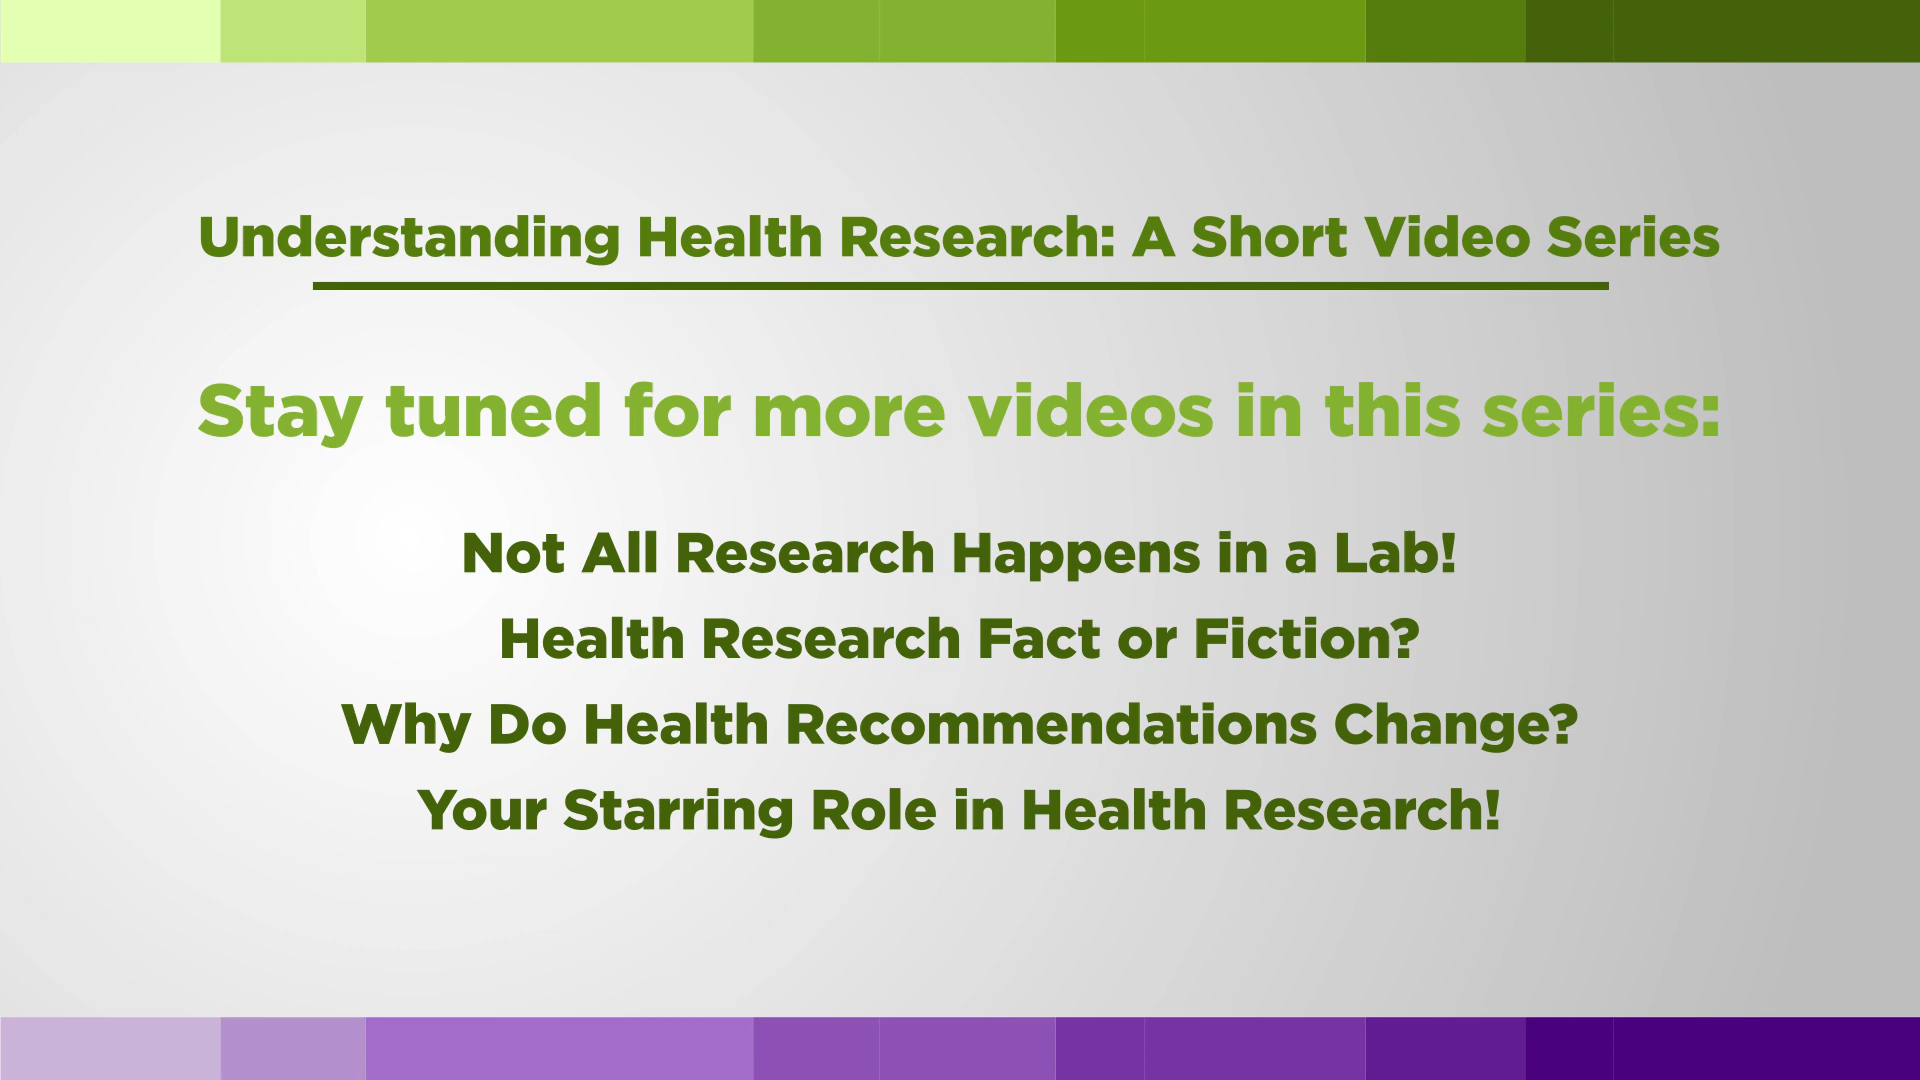 Understanding Health Research: A Short Video Series
Stay tuned for more videos in this series:
Not All Research Happens in a Lab!
Health Research Fact or Fiction?
Why Do Health Recommendations Change?
Your Starring Role in Health Research!